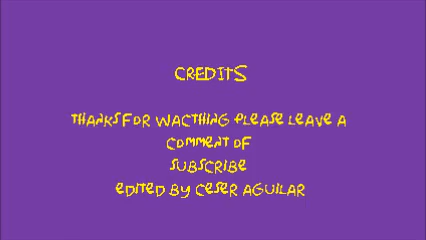 CREDITS
THANKS FOR WACTHING PLEASE LEAVE A
COMMENT OF
SUBSCRIBE
EDITED BY CESER AGUILAR